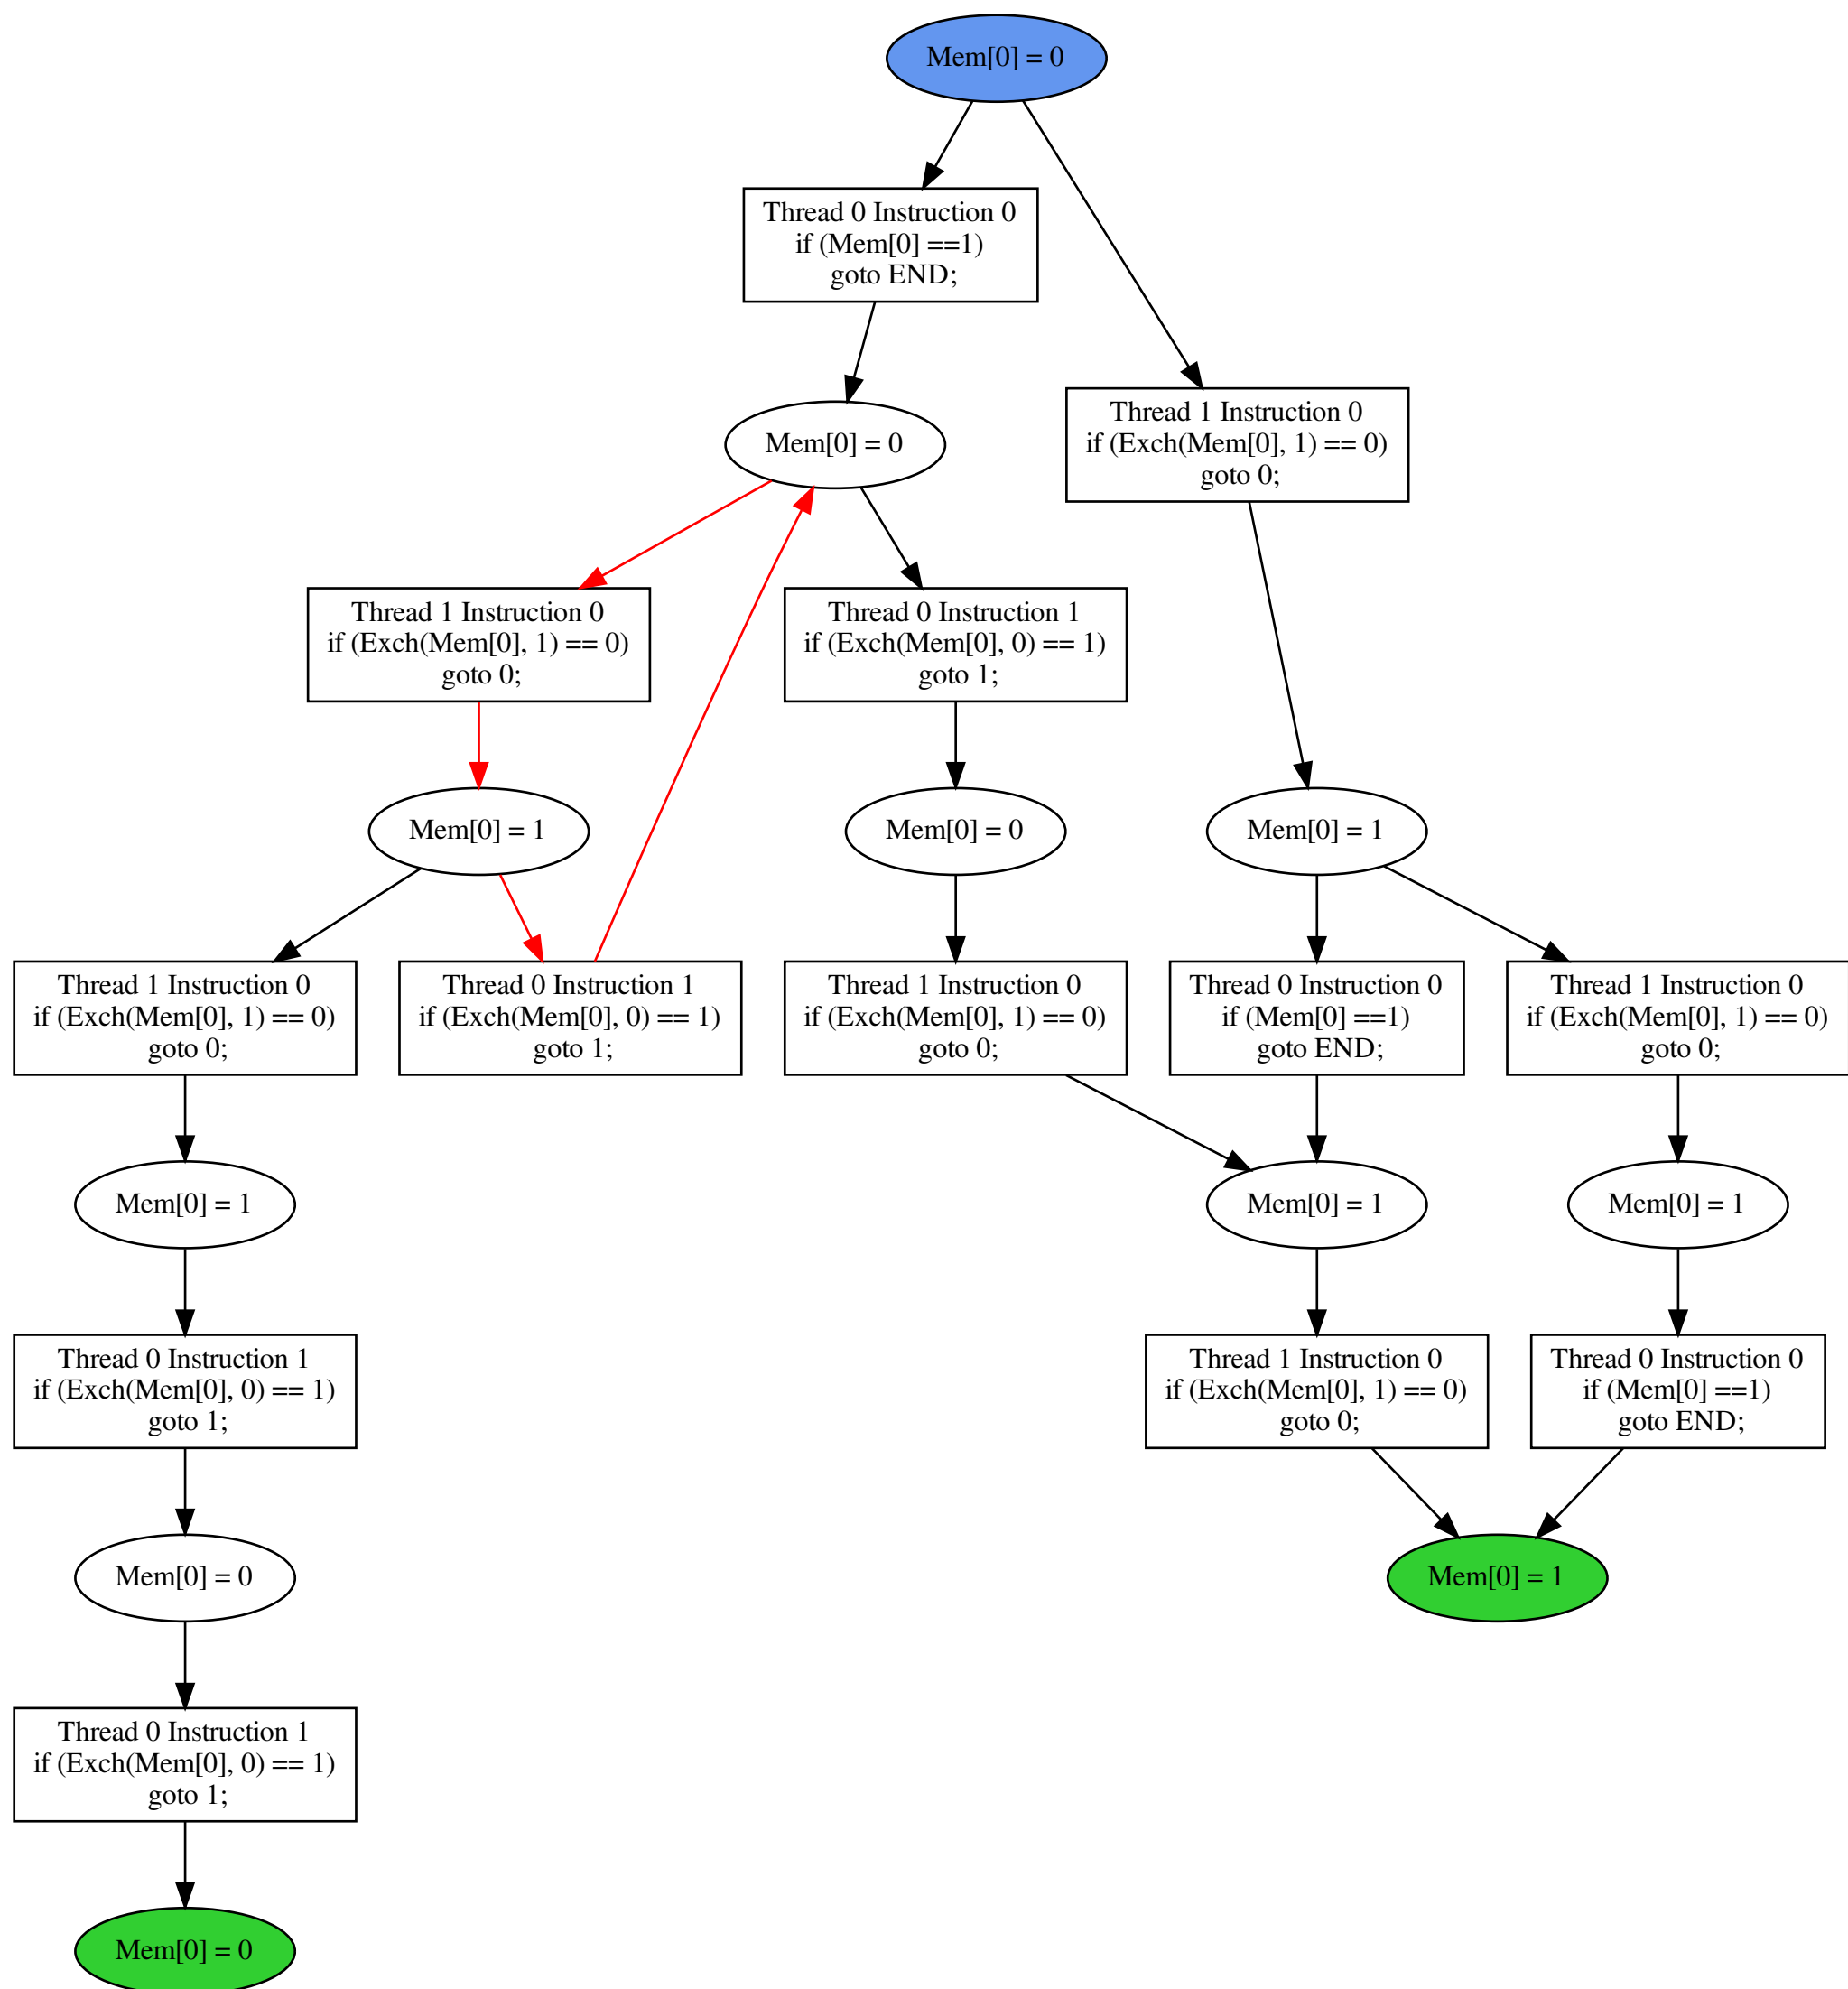 Mem[0] = 0
Thread 0 Instruction 0
if (Mem[0] ==1)
goto END;
Mem[0] = 0
Thread 1 Instruction 0
if (Exch(Mem[0], 1) == 0)
goto 0;
Thread 1 Instruction 0
if (Exch(Mem[0], 1) == 0)
goto 0;
Thread 0 Instruction 1
if (Exch(Mem[0], 0) == 1)
goto 1;
Mem[0] = 1
Mem[0] = 0
Mem[0] = 1
Thread 1 Instruction 0
if (Exch(Mem[0], 1) == 0)
goto 0;
Thread 0 Instruction 1
if (Exch(Mem[0], 0) == 1)
goto 1;
Thread 1 Instruction 0
if (Exch(Mem[0], 1) == 0)
goto 0;
Thread 0 Instruction 0
if (Mem[0] ==1)
goto END;
Thread 1 Instruction 0
if (Exch(Mem[0], 1) == 0)
goto 0;
Mem[0] = 1
Mem[0] = 1
Mem[0] = 1
Thread 0 Instruction 1
if (Exch(Mem[0], 0) == 1)
goto 1;
Thread 1 Instruction 0
if (Exch(Mem[0], 1) == 0)
goto 0;
Thread 0 Instruction 0
if (Mem[0] ==1)
goto END;
Mem[0] = 0
Mem[0] = 1
Thread 0 Instruction 1
if (Exch(Mem[0], 0) == 1)
goto 1;
Mem[0] = 0